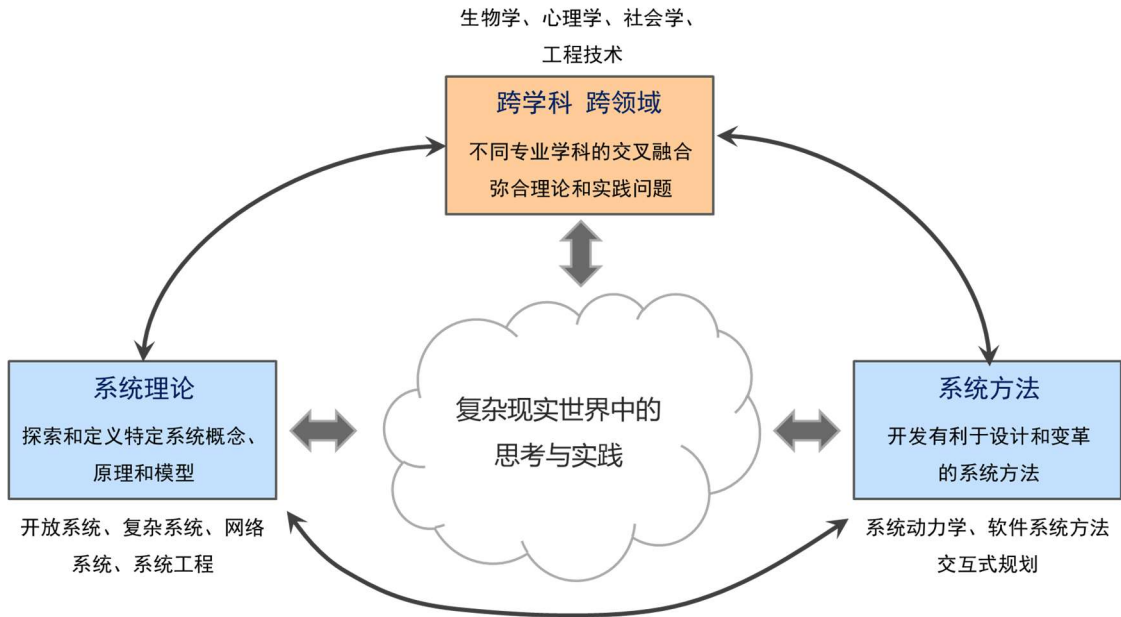 生物学、心理学、社会学、
工程技术
跨学科 跨领域
不同专业学科的交叉融合
弥合理论和实践问题
系统理论
探索和定义特定系统概念、
原理和模型
开放系统、复杂系统、网络
系统、系统工程
复杂现实世界中的
思考与实践
系统方法
开发有利于设计和变革
的系统方法
系统动力学、软件系统方法
交互式规划